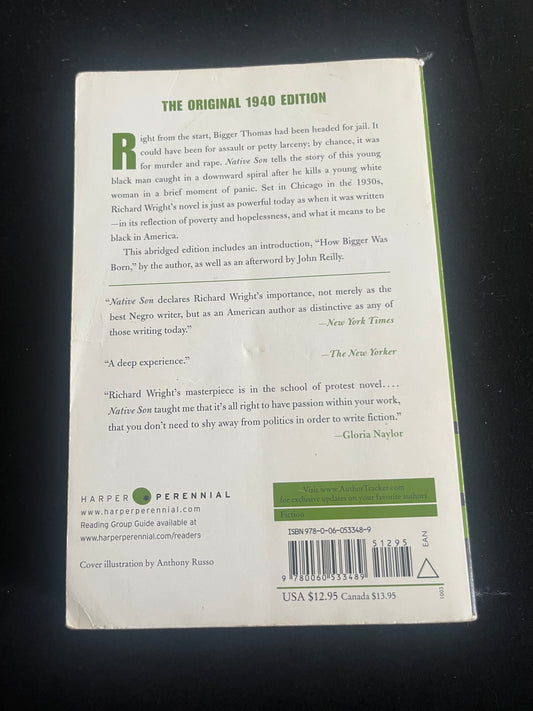 THE ORIGINAL 1940 EDITION
Right from the start, Bigger Thomas had been headed for jail. It
could have been for assault or petty larceny; by chance, it was
for murder and rape. Native Son tells the story of this young
black man caught in a downward spiral after he kills a young white
woman in a brief moment of panic. Set in Chicago in the 1930s,
Richard Wright's novel is just as powerful today as when it was written
—in its reflection of poverty and hopelessness, and what it means to be
black in America.
This abridged edition includes an introduction, "How Bigger Was
Born," by the author, as well as an afterword by John Reilly.
"Native Son declares Richard Wright's importance, not merely as the
best Negro writer, but as an American author as distinctive as any of
those writing today."
—New York Times
"A deep experience."
—The New Yorker
"Richard Wright's masterpiece is in the school of protest novel....
Native Son taught me that it's all right to have passion within your work,
that you don't need to shy away from politics in order to write fiction."
—Gloria Naylor
HARPER PERENNIAL
www.harperperennial.com
Reading Group Guide available at
www.harperperennial.com/readers
Cover illustration by Anthony Russo
Visit www.AuthorTracker.com
for exclusive updates on your favorite authors.
Fiction
ISBN 978-0-06-053348-9
51295
9 780060 533489
EAN
USA $12.95 Canada $13.95
1003